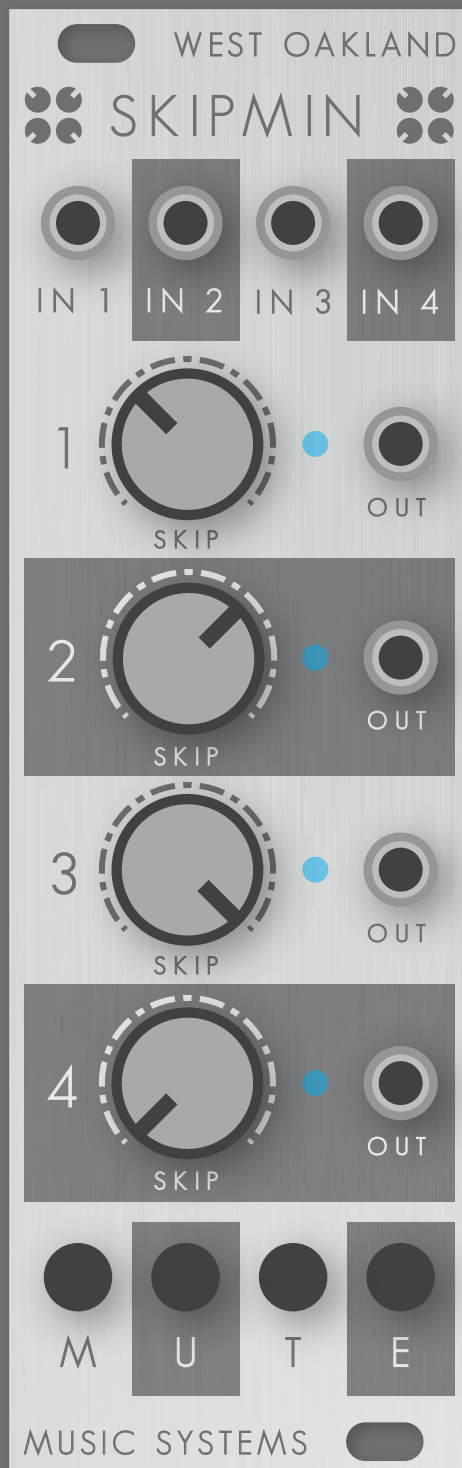 WEST OAKLAND
SKIPMIN
IN 1 IN 2 IN 3 IN 4
1
OUT
SKIP
2
OUT
SKIP
3
OUT
SKIP
4
OUT
SKIP
M U T E
MUSIC SYSTEMS